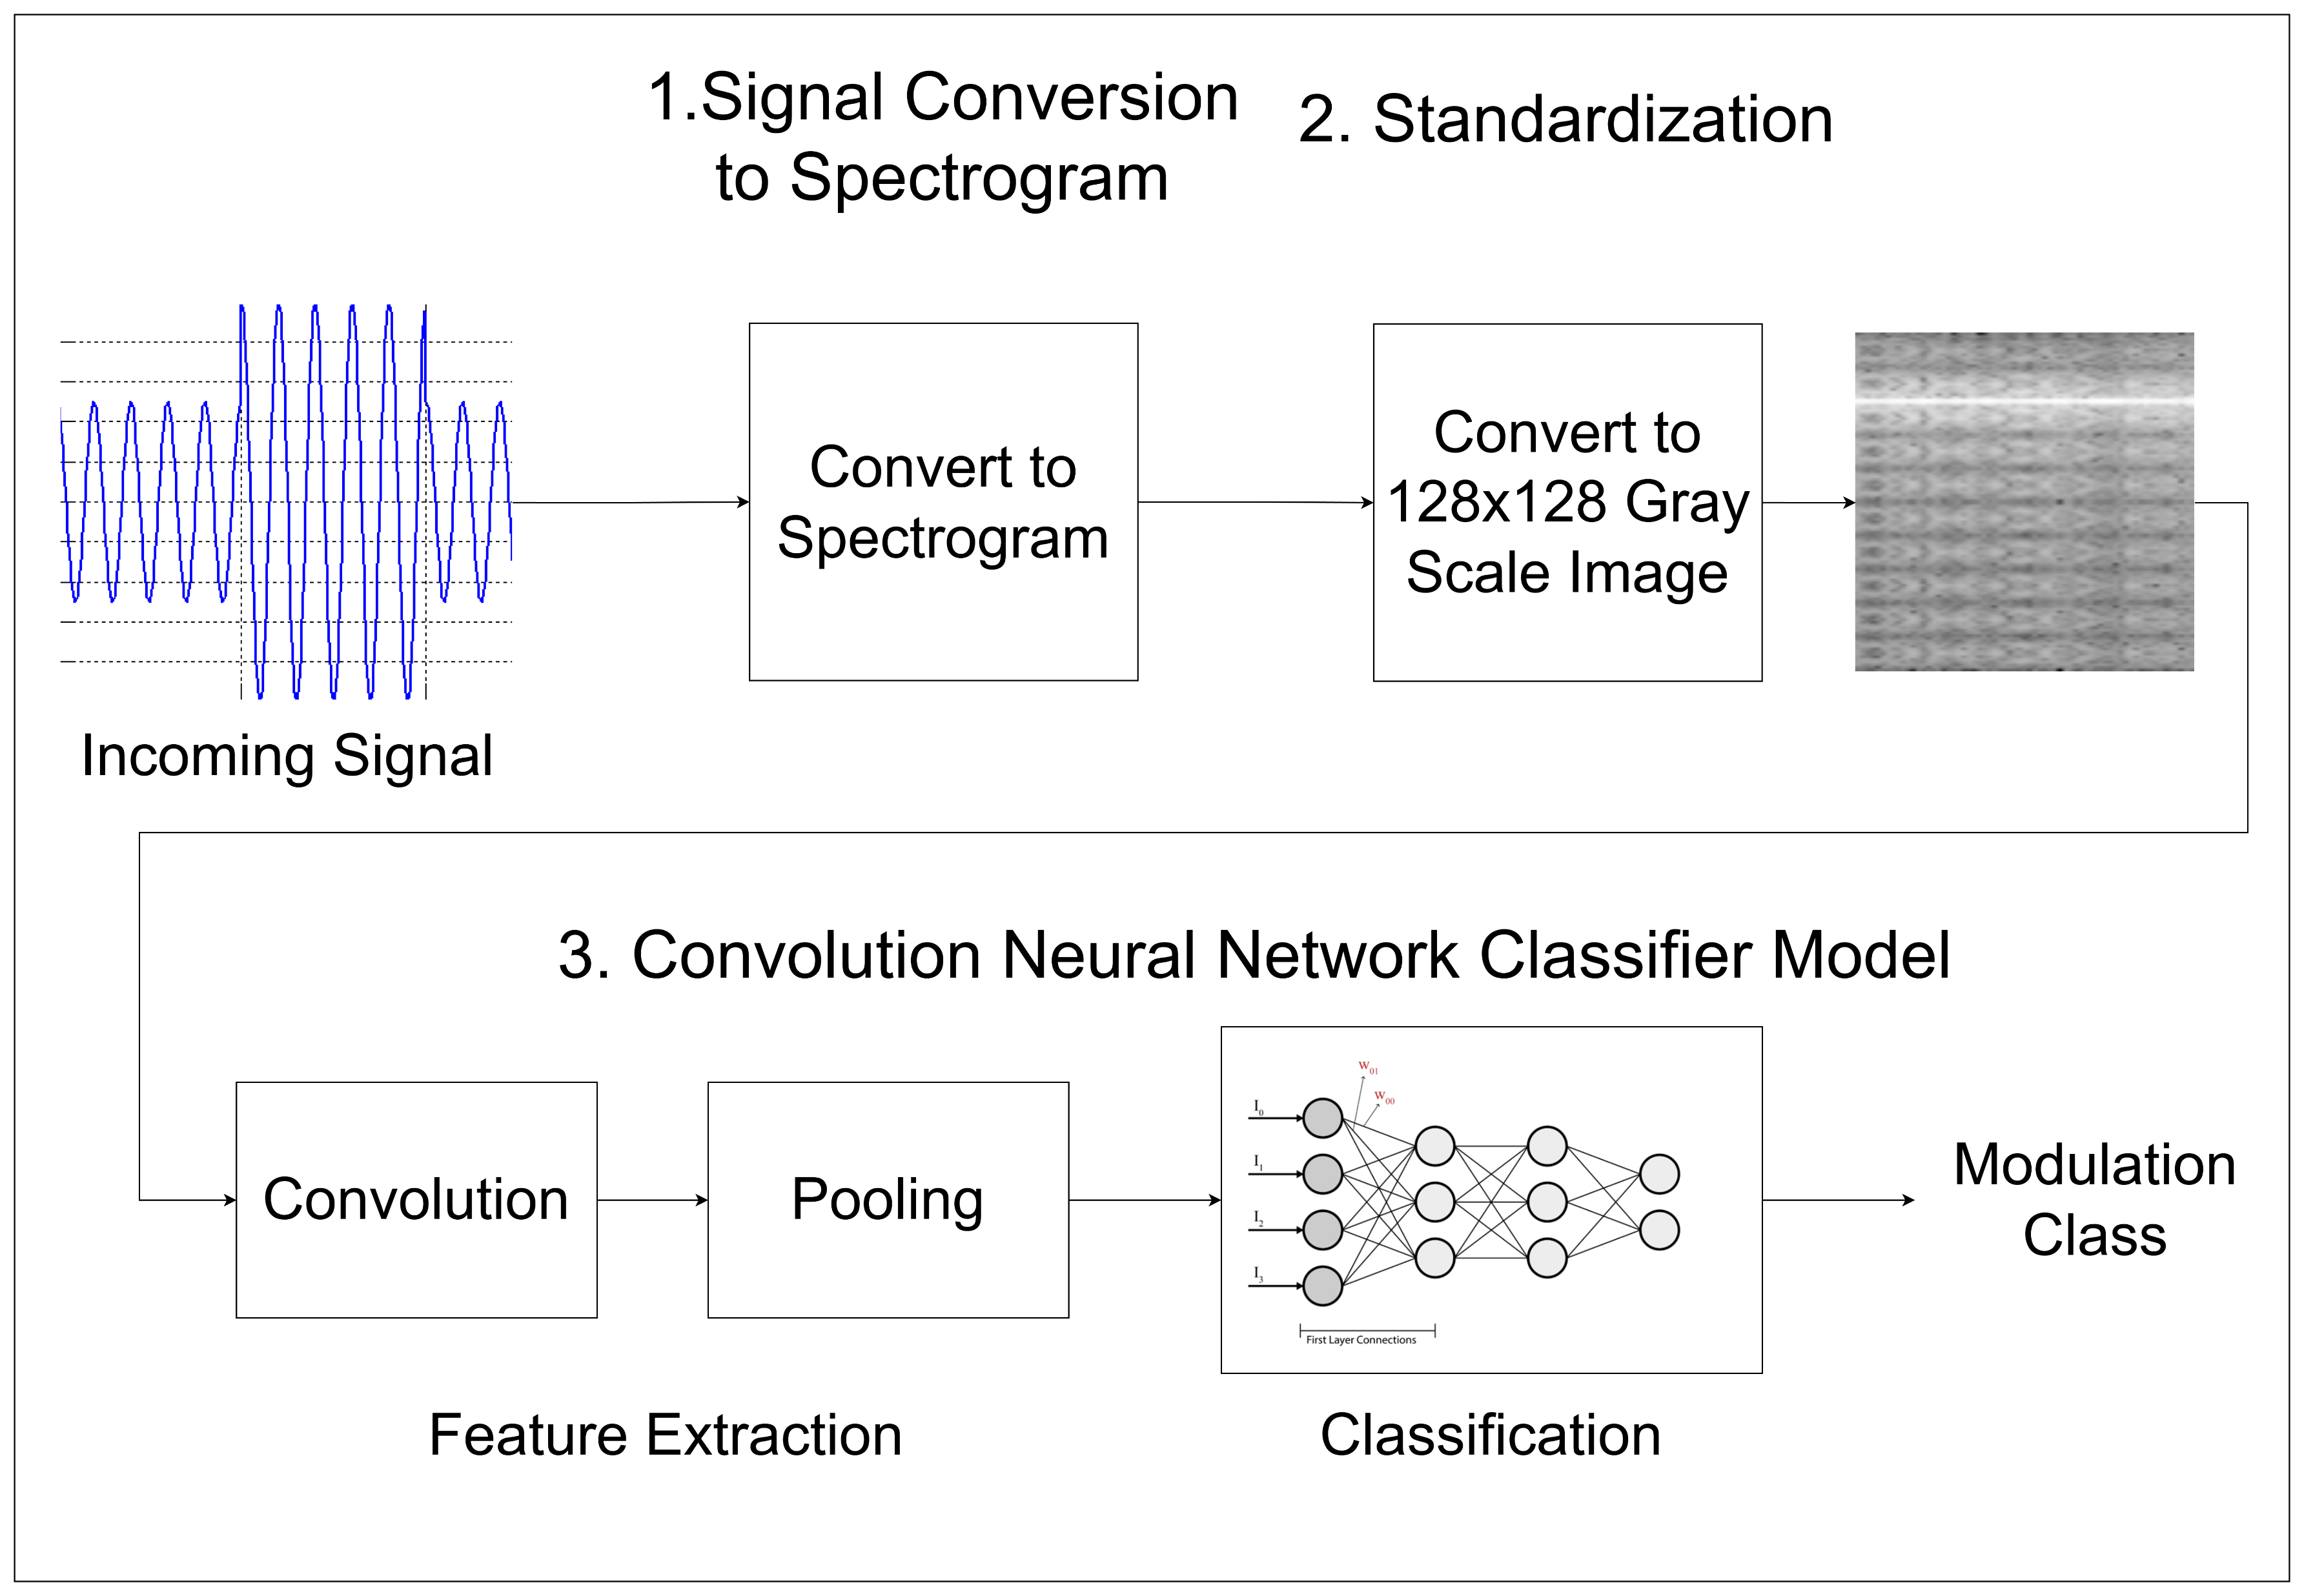 1.Signal Conversion
to Spectrogram
2. Standardization
Convert to
Spectrogram
Convert to
128x128 Gray
Scale Image
Incoming Signal
3. Convolution Neural Network Classifier Model
Convolution
Pooling
W01
W00
I0
I1
I2
I3
First Layer Connections
Modulation
Class
Feature Extraction
Classification